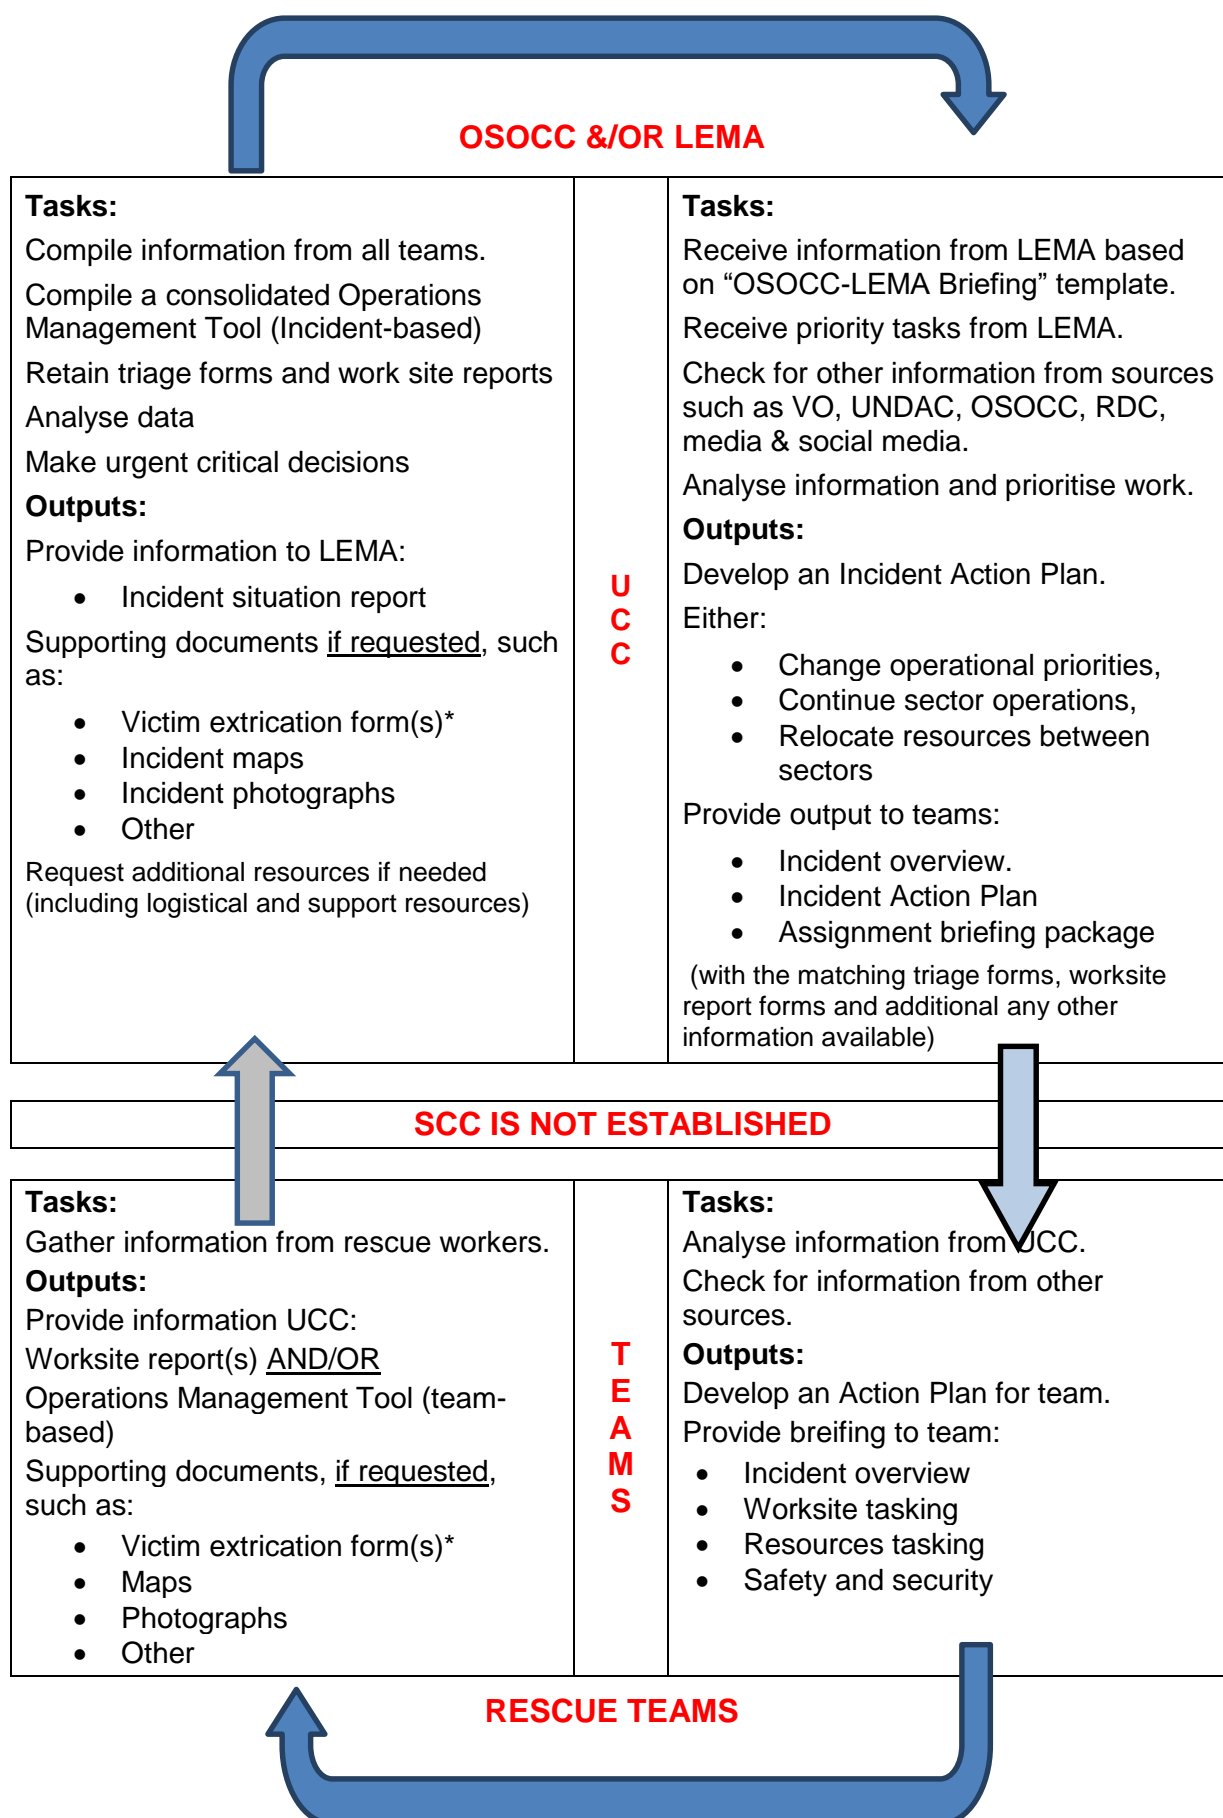 OSOCC &/OR LEMA
Tasks:
Compile information from all teams.
Compile a consolidated Operations
Management Tool (Incident-based)
Retain triage forms and work site reports
Analyse data
Make urgent critical decisions
Outputs:
Provide information to LEMA:
• Incident situation report
Supporting documents if requested, such
as:
• Victim extrication form(s)*
• Incident maps
• Incident photographs
• Other
Request additional resources if needed
(including logistical and support resources)
U
C
C
Tasks:
Receive information from LEMA based
on “OSOCC-LEMA Briefing” template.
Receive priority tasks from LEMA.
Check for other information from sources
such as VO, UNDAC, OSOCC, RDC,
media & social media.
Analyse information and prioritise work.
Outputs:
Develop an Incident Action Plan.
Either:
• Change operational priorities,
• Continue sector operations,
• Relocate resources between
sectors
Provide output to teams:
• Incident overview.
• Incident Action Plan
• Assignment briefing package
(with the matching triage forms, worksite
report forms and additional any other
information available)
SCC IS NOT ESTABLISHED
Tasks:
Gather information from rescue workers.
Outputs:
Provide information UCC:
Worksite report(s) AND/OR
Operations Management Tool (team-
based)
Supporting documents, if requested,
such as:
• Victim extrication form(s)*
• Maps
• Photographs
• Other
T
E
A
M
S
Tasks:
Analyse information from UCC.
Check for information from other
sources.
Outputs:
Develop an Action Plan for team.
Provide breifing to team:
• Incident overview
• Worksite tasking
• Resources tasking
• Safety and security
RESCUE TEAMS